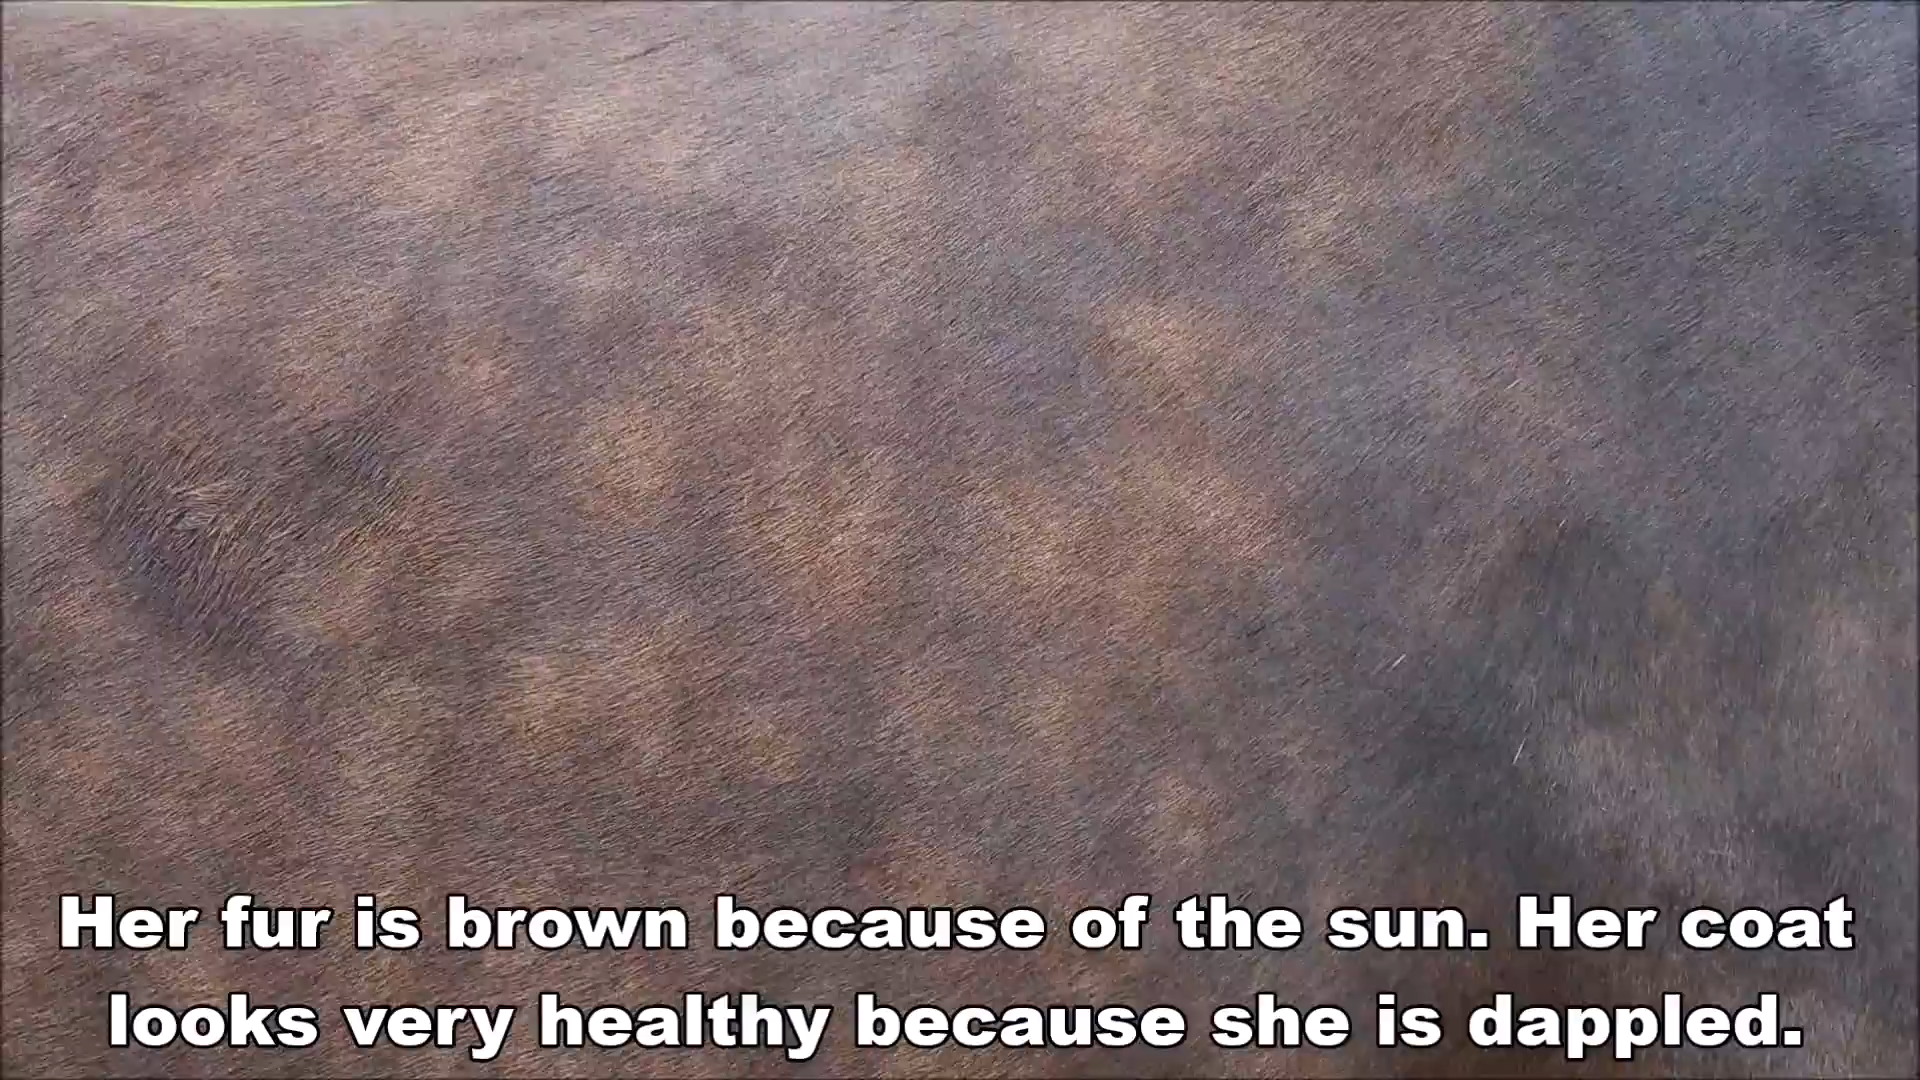 Her fur is brown because of the sun. Her coat
looks very healthy because she is dappled.